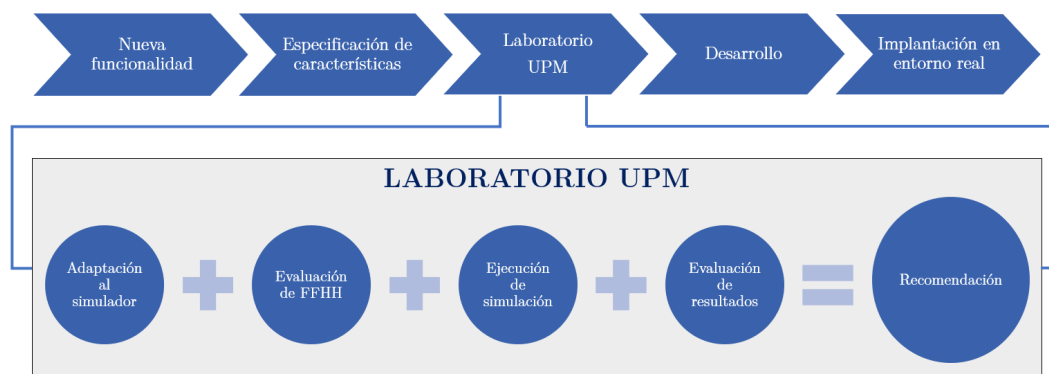 Nueva
funcionalidad
Especificación de
características
Laboratorio
UPM
Desarrollo
Implantación en
entorno real
LABORATORIO UPM
Adaptación
al
simulador
Evaluación
de FFHH
Ejecución
de
simulación
Evaluación
de
resultados
Recomendación